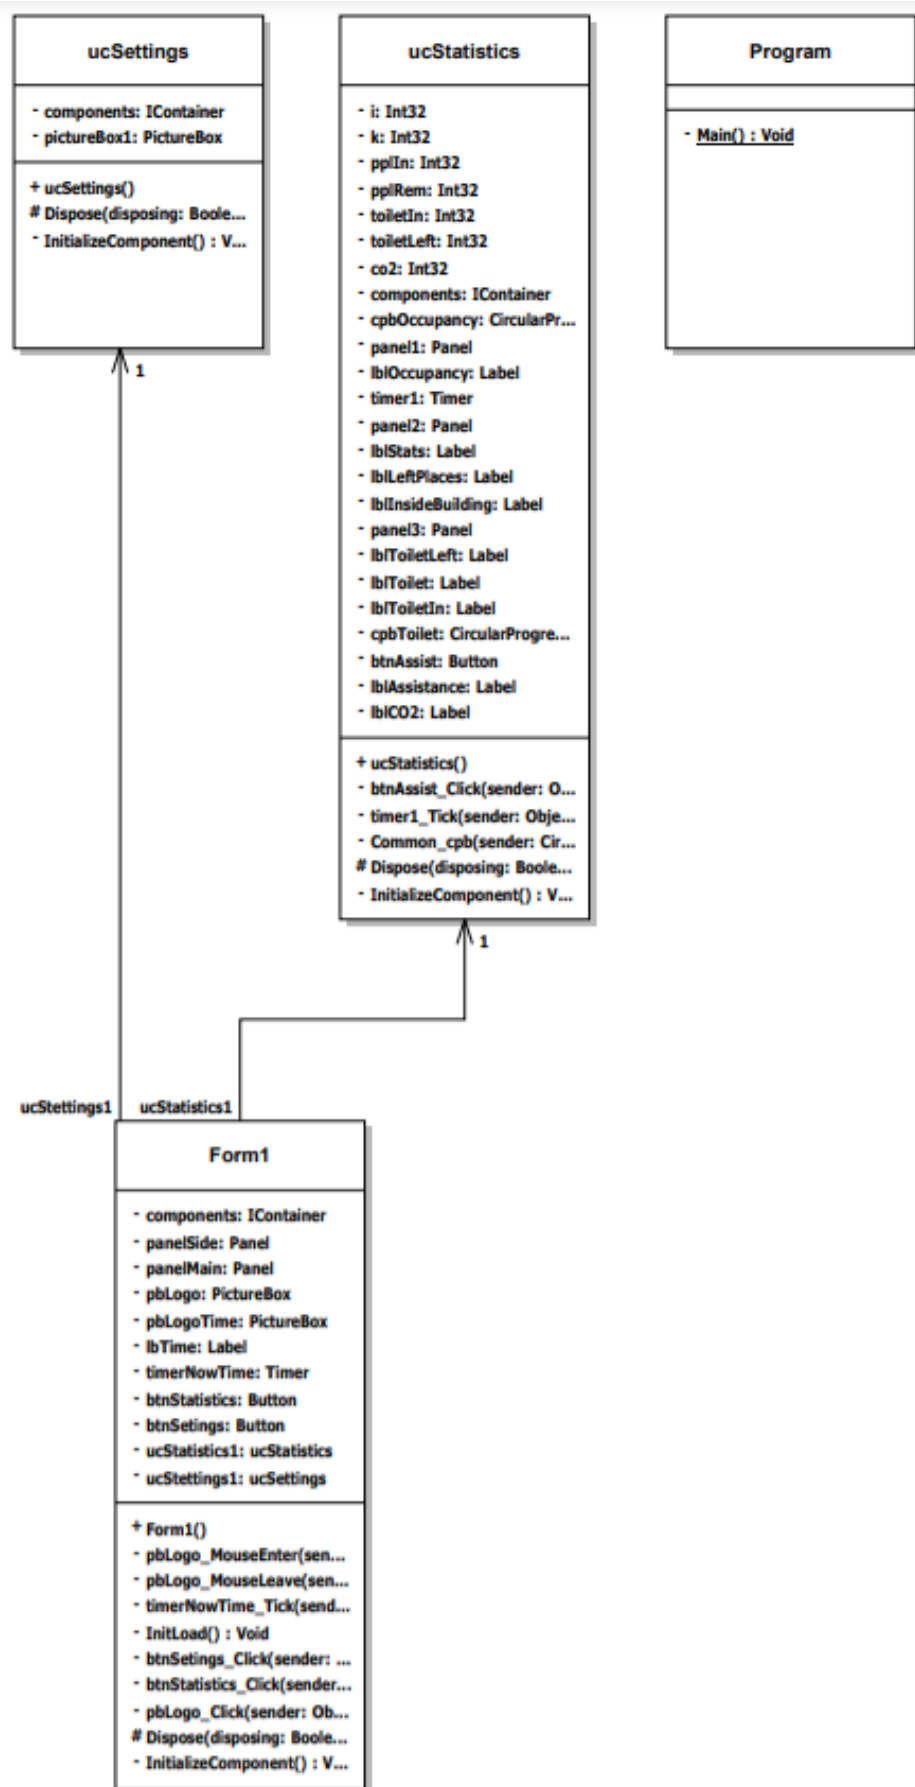 ucSettings
- components: IContainer
- pictureBox1: PictureBox
+ ucSettings()
# Dispose(disposing: Boole...
- InitializeComponent() : V...
1
ucStatistics
- i: Int32
- k: Int32
- pplIn: Int32
- pplRem: Int32
- toiletIn: Int32
- toiletLeft: Int32
- co2: Int32
- components: IContainer
- cpbOccupancy: CircularPr...
- panel1: Panel
- lblOccupancy: Label
- timer1: Timer
- panel2: Panel
- lblStats: Label
- lblLeftPlaces: Label
- lblInsideBuilding: Label
- panel3: Panel
- lblToiletLeft: Label
- lblToilet: Label
- lblToiletIn: Label
- cpbToilet: CircularProgre...
- btnAssist: Button
- lblAssistance: Label
- lblCO2: Label
+ ucStatistics()
- btnAssist_Click(sender: O...
- timer1_Tick(sender: Obje...
- Common_cpb(sender: Cir...
# Dispose(disposing: Boole...
- InitializeComponent() : V...
1
Program
- Main() : Void
ucStettings1
ucStatistics1
Form1
- components: IContainer
- panelSide: Panel
- panelMain: Panel
- pbLogo: PictureBox
- pbLogoTime: PictureBox
- lbTime: Label
- timerNowTime: Timer
- btnStatistics: Button
- btnSetings: Button
- ucStatistics1: ucStatistics
- ucStettings1: ucSettings
+ Form1()
- pbLogo_MouseEnter(sen...
- pbLogo_MouseLeave(sen...
- timerNowTime_Tick(send...
- InitLoad() : Void
- btnSetings_Click(sender: ...
- btnStatistics_Click(sender...
- pbLogo_Click(sender: Ob...
# Dispose(disposing: Boole...
- InitializeComponent() : V...